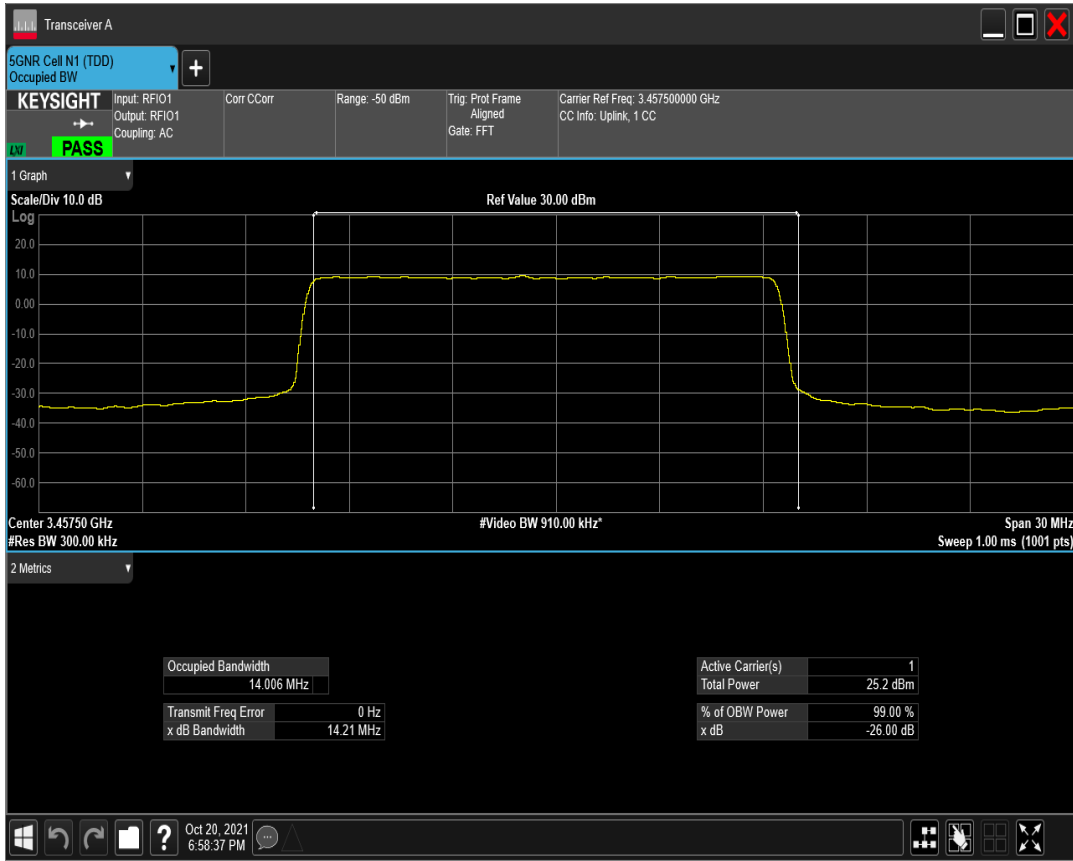 Transceiver A
5GNR Cell N1 (TDD)
Occupied BW
+
KEYSIGHT
LXI
PASS
Input: RFIO1
Output: RFIO1
Coupling: AC
Corr CCorr
Range: -50 dBm
Trig: Prot Frame
Aligned
Gate: FFT
Carrier Ref Freq: 3.457500000 GHz
CC Info: Uplink, 1 CC
1 Graph
Scale/Div 10.0 dB
Ref Value 30.00 dBm
Log
20.0
10.0
0.00
-10.0
-20.0
-30.0
-40.0
-50.0
-60.0
Center 3.45750 GHz
#Video BW 910.00 kHz*
Span 30 MHz
#Res BW 300.00 kHz
Sweep 1.00 ms (1001 pts)
2 Metrics
Occupied Bandwidth
14.006 MHz
Transmit Freq Error 0 Hz
x dB Bandwidth 14.21 MHz
Active Carrier(s) 1
Total Power 25.2 dBm
% of OBW Power 99.00 %
x dB -26.00 dB
?
Oct 20, 2021
6:58:37 PM